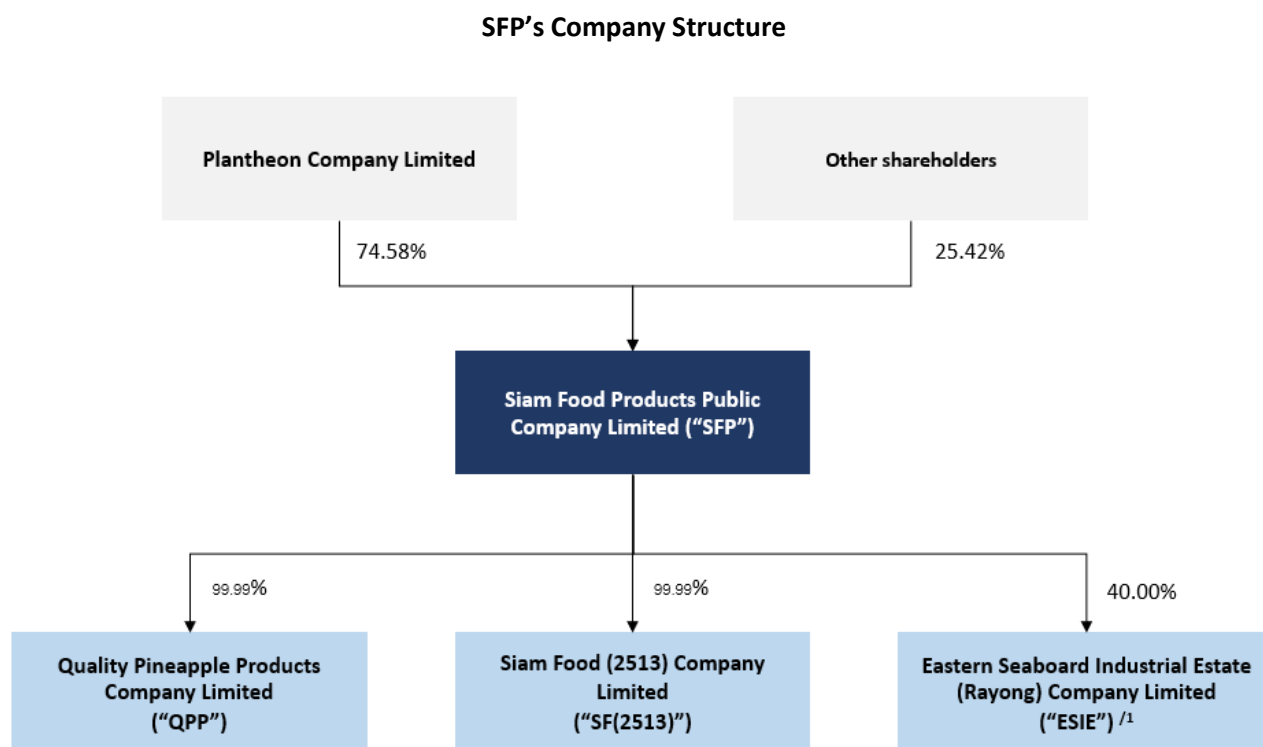 SFP’s Company Structure
Plantheon Company Limited
Other shareholders
74.58%
25.42%
Siam Food Products Public
Company Limited (“SFP”)
99.99%
99.99%
40.00%
Quality Pineapple Products
Company Limited
(“QPP”)
Siam Food (2513) Company
Limited
(“SF(2513)”)
Eastern Seaboard Industrial Estate
(Rayong) Company Limited
(“ESIE”) /1